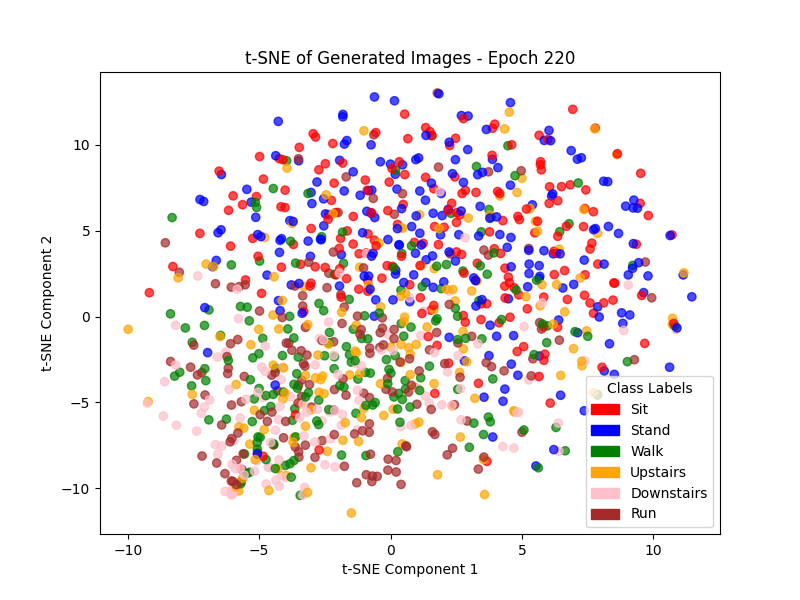 t-SNE of Generated Images - Epoch 220
10
5
0
−5
−10
t-SNE Component 2
−10
−5
0
5
10
t-SNE Component 1
Class Labels
Sit
Stand
Walk
Upstairs
Downstairs
Run